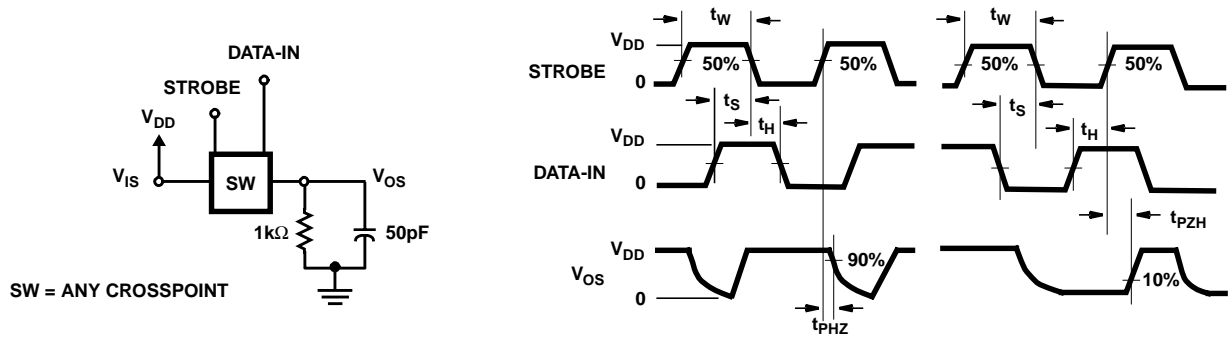 DATA-IN
STROBE
VDD
VIS
SW
VOS
1kΩ
50pF
SW = ANY CROSSPOINT
tW
VDD
STROBE
0
50%
50%
tS
tH
VDD
DATA-IN
0
VDD
VOS
0
90%
tPHZ
tW
50%
50%
tS
tH
tPZH
10%